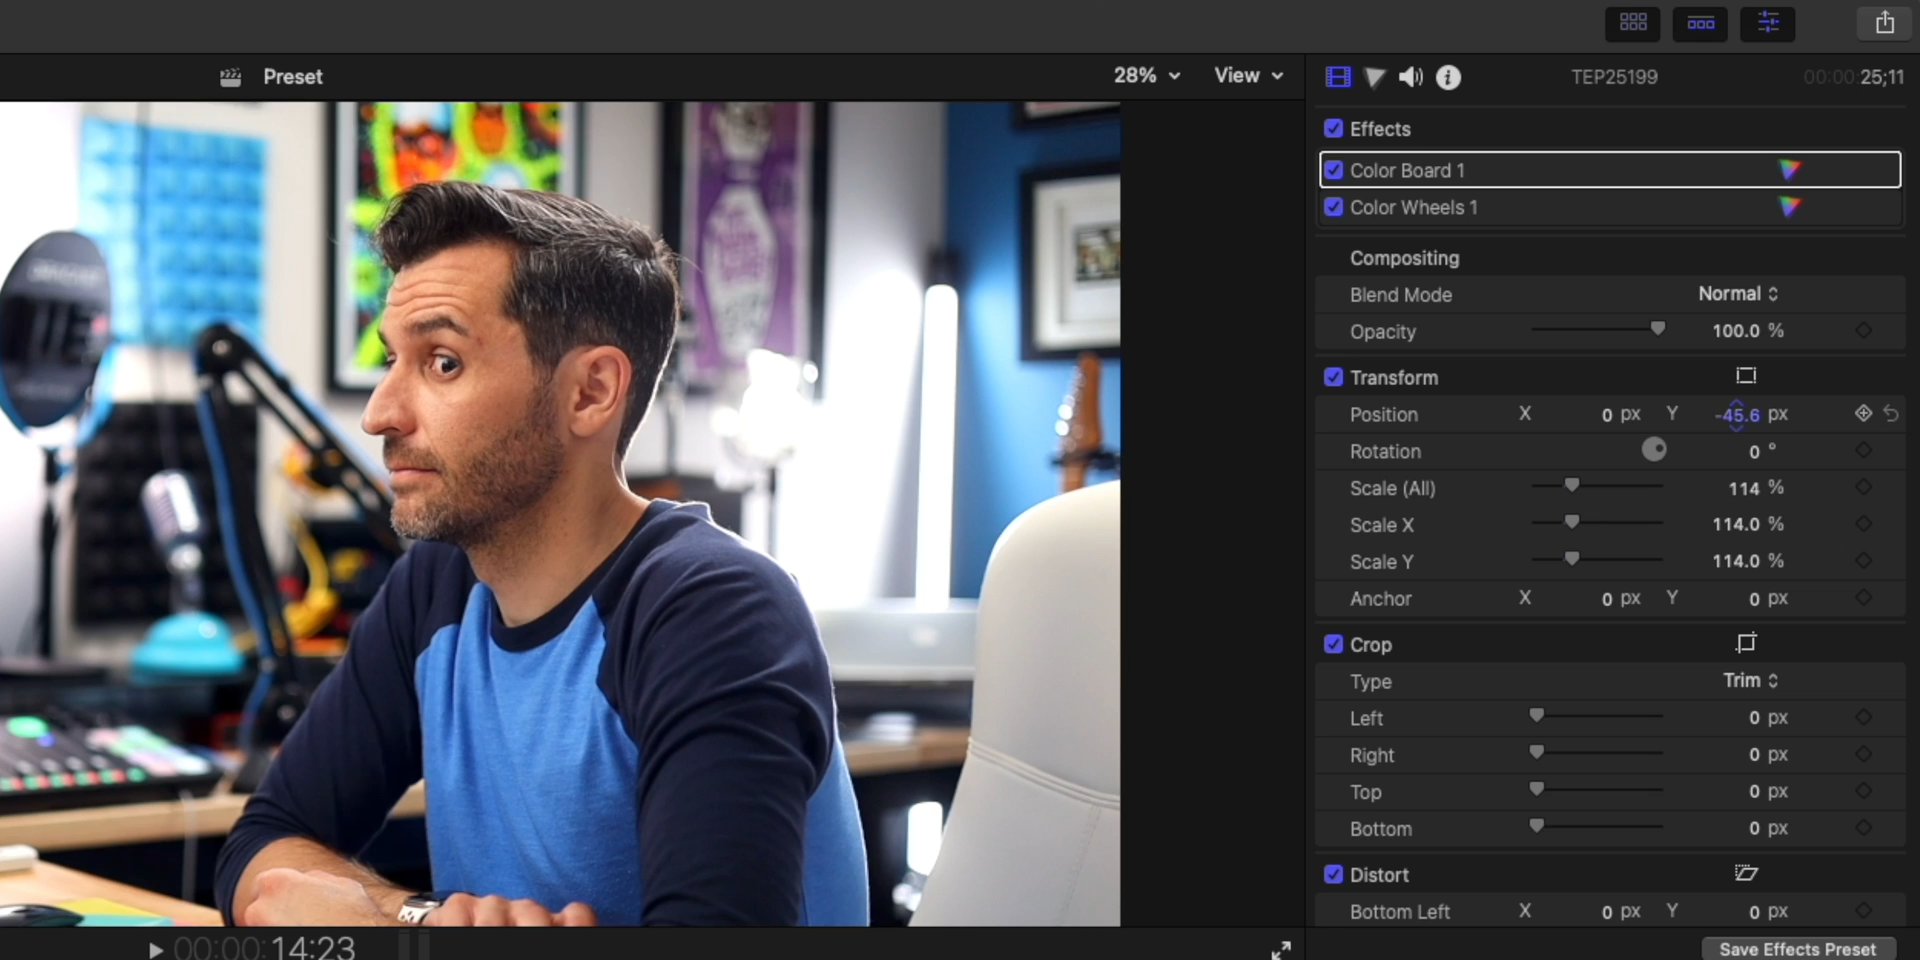 Preset
28%
View
TEP25199
00:00:25;11
Effects
Color Board 1
Color Wheels 1
Compositing
Blend Mode Normal
Opacity 100.0 %
Transform
Position X 0 px Y -45.6 px
Rotation 0 °
Scale (All) 114 %
Scale X 114.0 %
Scale Y 114.0 %
Anchor X 0 px Y 0 px
Crop
Type Trim
Left 0 px
Right 0 px
Top 0 px
Bottom 0 px
Distort
Bottom Left X 0 px Y 0 px
00:00:14:23
Save Effects Preset